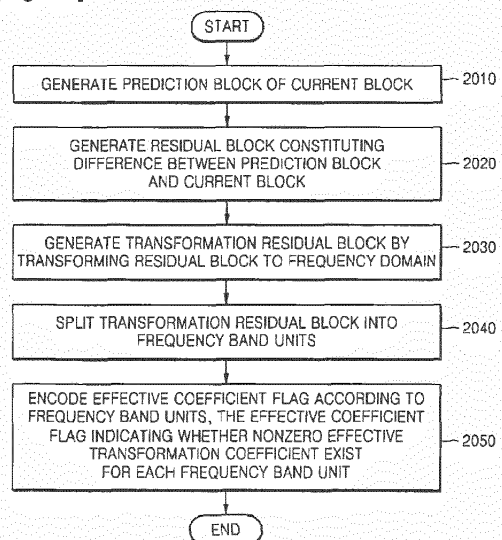 START
GENERATE PREDICTION BLOCK OF CURRENT BLOCK
2010
GENERATE RESIDUAL BLOCK CONSTITUTING
DIFFERENCE BETWEEN PREDICTION BLOCK
AND CURRENT BLOCK
2020
GENERATE TRANSFORMATION RESIDUAL BLOCK BY
TRANSFORMING RESIDUAL BLOCK TO FREQUENCY DOMAIN
2030
SPLIT TRANSFORMATION RESIDUAL BLOCK INTO
FREQUENCY BAND UNITS
2040
ENCODE EFFECTIVE COEFFICIENT FLAG ACCORDING TO
FREQUENCY BAND UNITS, THE EFFECTIVE COEFFICIENT
FLAG INDICATING WHETHER NONZERO EFFECTIVE
TRANSFORMATION COEFFICIENT EXIST
FOR EACH FREQUENCY BAND UNIT
2050
END